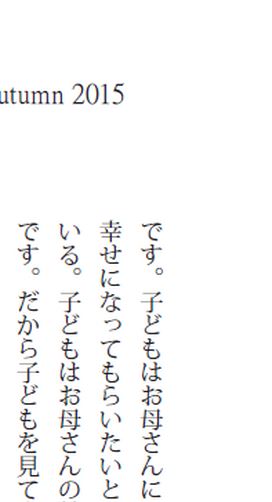 utumn 2015
です。子どもはお母さんに
幸せになってもらいたいと
いる。子どもはお母さんの
です。だから子どもを見て